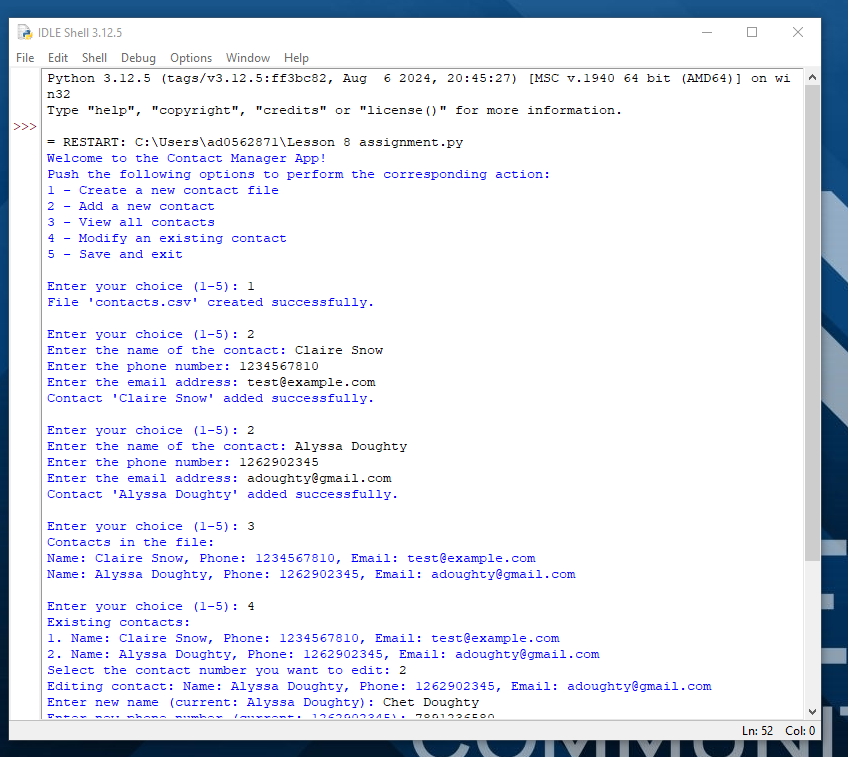 IDLE Shell 3.12.5
File Edit Shell Debug Options Window Help
Python 3.12.5 (tags/v3.12.5:ff3bc82, Aug  6 2024, 20:45:27) [MSC v.1940 64 bit (AMD64)] on wi
n32
Type "help", "copyright", "credits" or "license()" for more information.
>>>
= RESTART: C:\Users\ad0562871\Lesson 8 assignment.py
Welcome to the Contact Manager App!
Push the following options to perform the corresponding action:
1 - Create a new contact file
2 - Add a new contact
3 - View all contacts
4 - Modify an existing contact
5 - Save and exit
Enter your choice (1-5): 1
File 'contacts.csv' created successfully.
Enter your choice (1-5): 2
Enter the name of the contact: Claire Snow
Enter the phone number: 1234567810
Enter the email address: test@example.com
Contact 'Claire Snow' added successfully.
Enter your choice (1-5): 2
Enter the name of the contact: Alyssa Doughty
Enter the phone number: 1262902345
Enter the email address: adoughty@gmail.com
Contact 'Alyssa Doughty' added successfully.
Enter your choice (1-5): 3
Contacts in the file:
Name: Claire Snow, Phone: 1234567810, Email: test@example.com
Name: Alyssa Doughty, Phone: 1262902345, Email: adoughty@gmail.com
Enter your choice (1-5): 4
Existing contacts:
1. Name: Claire Snow, Phone: 1234567810, Email: test@example.com
2. Name: Alyssa Doughty, Phone: 1262902345, Email: adoughty@gmail.com
Select the contact number you want to edit: 2
Editing contact: Name: Alyssa Doughty, Phone: 1262902345, Email: adoughty@gmail.com
Enter new name (current: Alyssa Doughty): Chet Doughty
Enter new phone number (current: 1262902345): 7891236580
Ln: 52 Col: 0